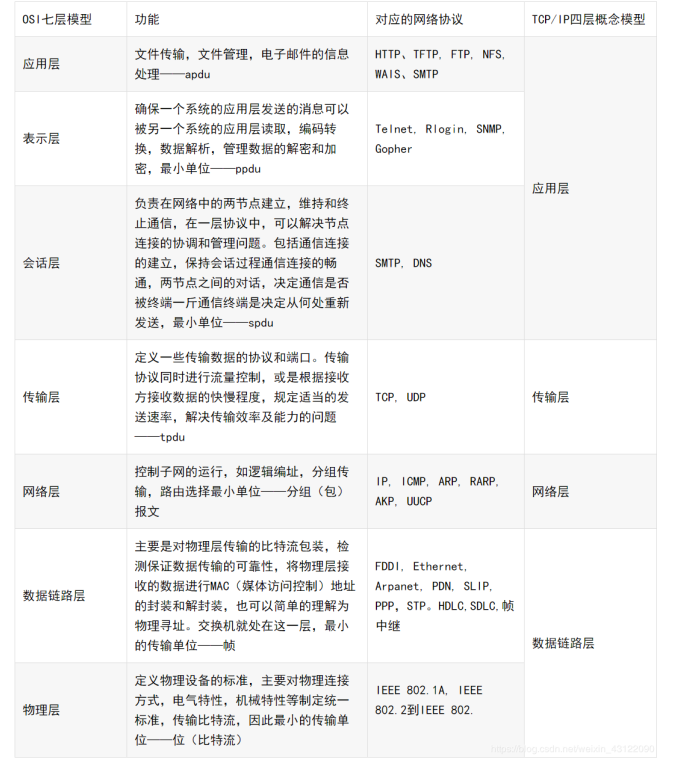 OSI七层模型
功能
对应的网络协议
TCP/IP四层概念模型
应用层
文件传输，文件管理，电子邮件的信息
处理——apdu
HTTP、TFTP, FTP, NFS,
WAIS、SMTP
应用层
表示层
确保一个系统的应用层发送的消息可以
被另一个系统的应用层读取，编码转
换，数据解析，管理数据的解密和加
密，最小单位——ppdu
Telnet, Rlogin, SNMP,
Gopher
会话层
负责在网络中的两节点建立，维持和终
止通信，在一层协议中，可以解决节点
连接的协调和管理问题。包括通信连接
的建立，保持会话过程通信连接的畅
通，两节点之间的对话，决定通信是否
被终端一斤通信终端是决定从何处重新
发送，最小单位——spdu
SMTP, DNS
传输层
定义一些传输数据的协议和端口。传输
协议同时进行流量控制，或是根据接收
方接收数据的快慢程度，规定适当的发
送速率，解决传输效率及能力的问题
——tpdu
TCP, UDP
传输层
网络层
控制子网的运行，如逻辑编址，分组传
输，路由选择最小单位——分组（包）
报文
IP, ICMP, ARP, RARP,
AKP, UUCP
网络层
数据链路层
主要是对物理层传输的比特流包装，检
测保证数据传输的可靠性，将物理层接
收的数据进行MAC（媒体访问控制）地址
的封装和解封装，也可以简单的理解为
物理寻址。交换机就处在这一层，最小
的传输单位——帧
FDDI, Ethernet,
Arpanet, PDN, SLIP,
PPP, STP。HDLC,SDLC,帧
中继
数据链路层
物理层
定义物理设备的标准，主要对物理连接
方式，电气特性，机械特性等制定统一
标准，传输比特流，因此最小的传输单
位——位（比特流）
IEEE 802.1A, IEEE
802.2到IEEE 802.
https://blog.csdn.net/weixin_43122090